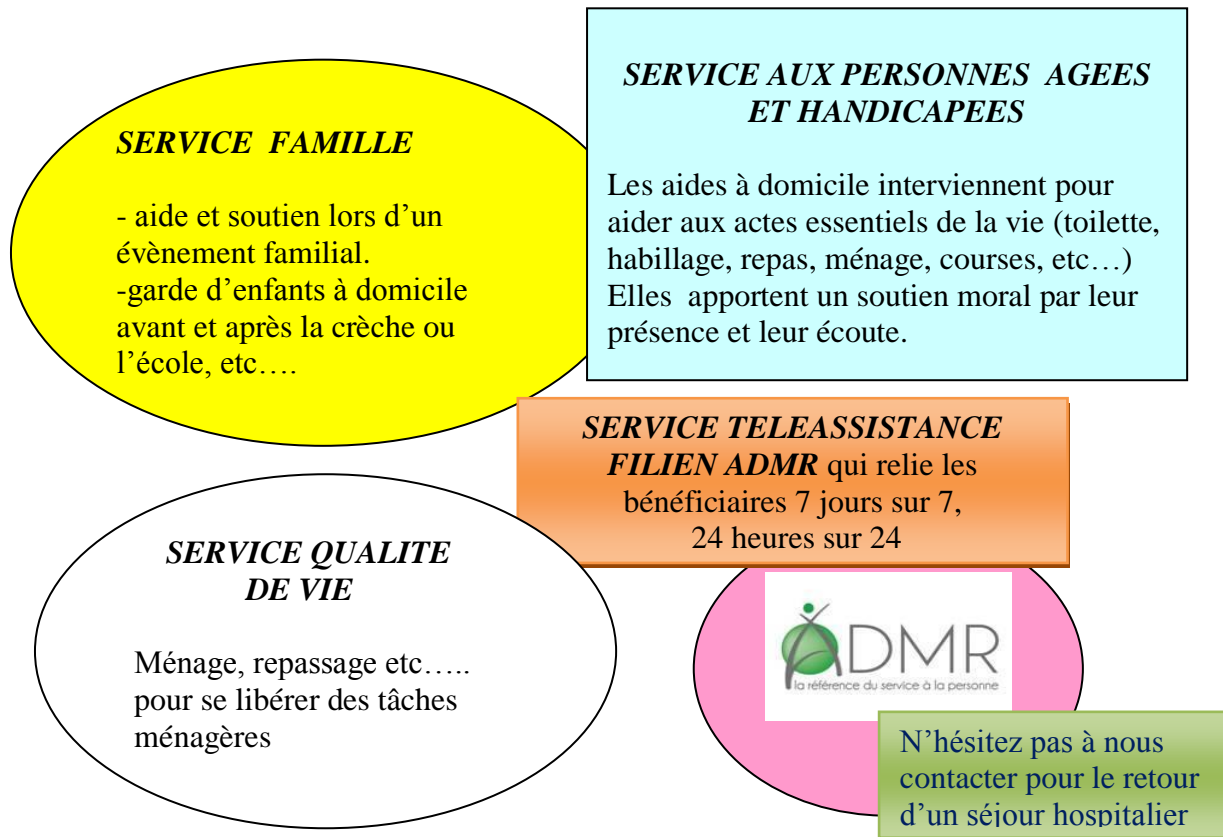 SERVICE FAMILLE
- aide et soutien lors d’un
évènement familial.
-garde d’enfants à domicile
avant et après la crèche ou
l’école, etc….
SERVICE AUX PERSONNES AGEES
ET HANDICAPEES
Les aides à domicile interviennent pour
aider aux actes essentiels de la vie (toilette,
habillage, repas, ménage, courses, etc…)
Elles apportent un soutien moral par leur
présence et leur écoute.
SERVICE TELEASSISTANCE
FILIEN ADMR qui relie les
bénéficiaires 7 jours sur 7,
24 heures sur 24
SERVICE QUALITE
DE VIE
Ménage, repassage etc…..
pour se libérer des tâches
ménagères
ADMR
la référence du service à la personne
N’hésitez pas à nous
contacter pour le retour
d’un séjour hospitalier